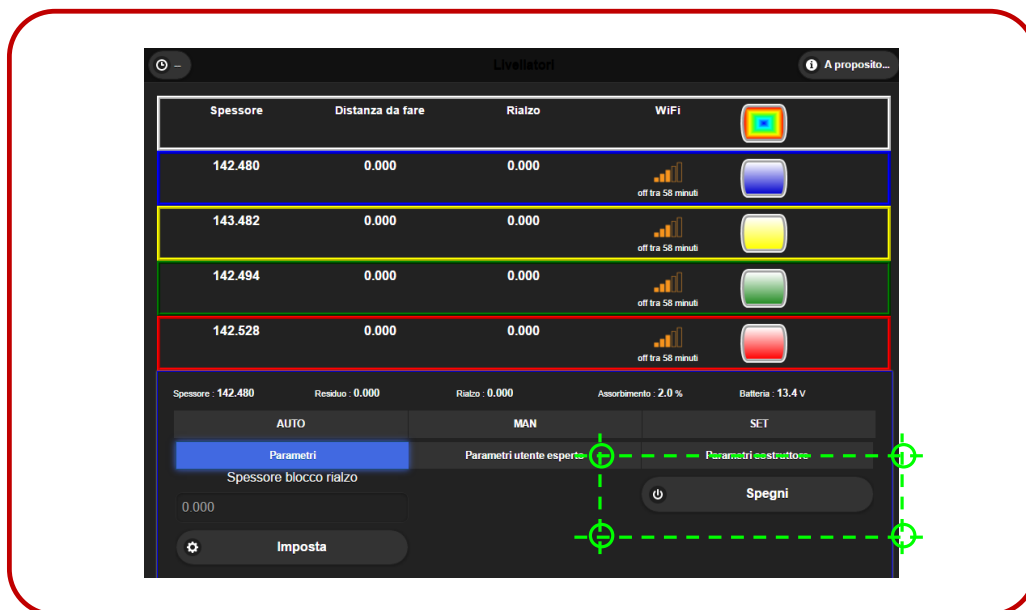 – Livellatori A proposito...
Spessore Distanza da fare Rialzo WiFi
142.480 0.000 0.000
off tra 58 minuti
143.482 0.000 0.000
off tra 58 minuti
142.494 0.000 0.000
off tra 58 minuti
142.528 0.000 0.000
off tra 58 minuti
Spessore : 142.480 Residuo : 0.000 Rialzo : 0.000 Assorbimento : 2.0 % Batteria : 13.4 V
AUTO MAN SET
Parametri Parametri utente esperto Parametri costruttore
Spessore blocco rialzo
0.000
Spegni
Imposta